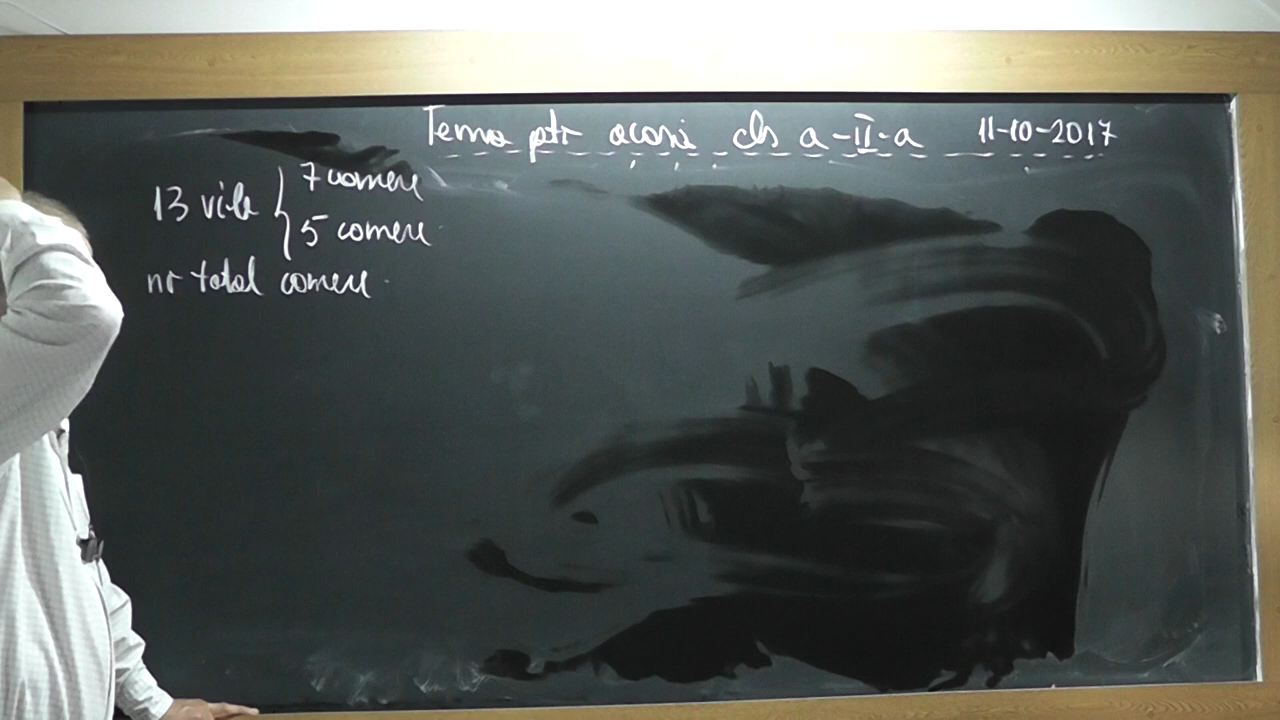 Tema ptr acasă cls a-II-a 11-10-2017
13 vile { 7 camere
5 camere
nr total camere